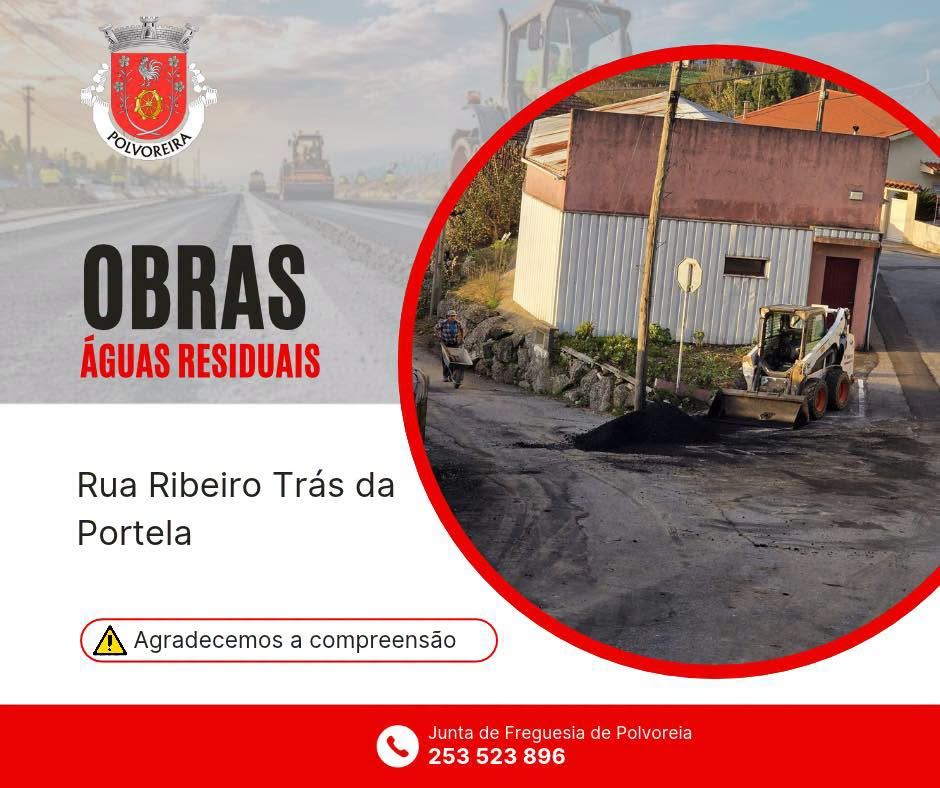 POLVOREIRA
OBRAS
ÁGUAS RESIDUAIS
Rua Ribeiro Trás da
Portela
Agradecemos a compreensão
Junta de Freguesia de Polvoreia
253 523 896